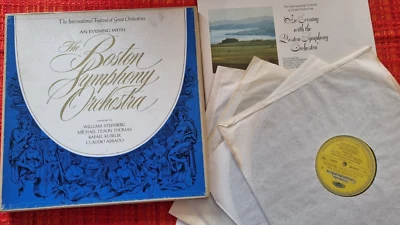 The International Festival of Great Orchestras
AN EVENING WITH
The
Boston
Symphony
Orchestra
conducted by
WILLIAM STEINBERG
MICHAEL TILSON THOMAS
RAFAEL KUBELIK
CLAUDIO ABBADO
The International Festival
of Great Orchestras
An Evening
with the
Boston Symphony
Orchestra